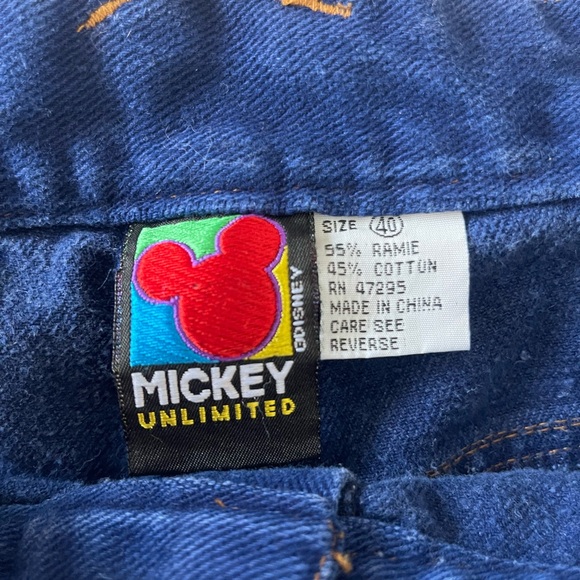 ©DISNEY
MICKEY
UNLIMITED
SIZE 40
55% RAMIE
45% COTTON
RN 47295
MADE IN CHINA
CARE SEE
REVERSE